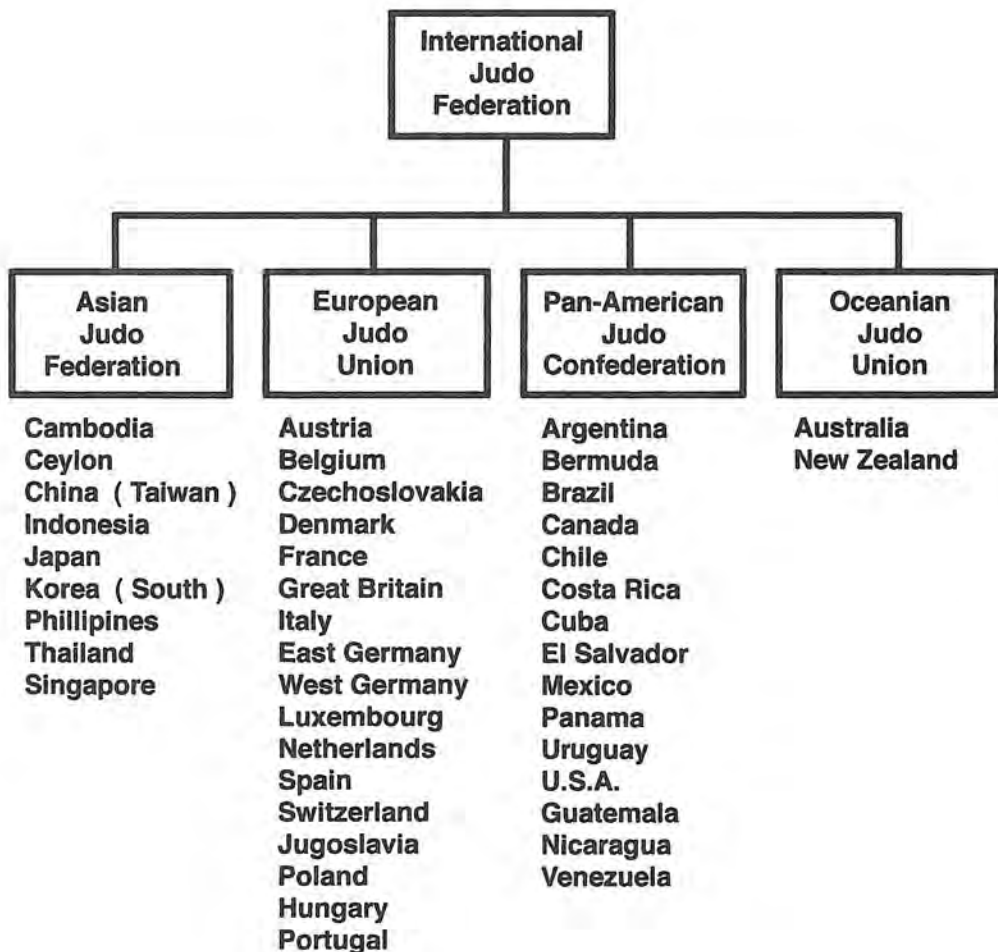 International
Judo
Federation
Asian
Judo
Federation
Cambodia
Ceylon
China ( Taiwan )
Indonesia
Japan
Korea ( South )
Phillipines
Thailand
Singapore
European
Judo
Union
Austria
Belgium
Czechoslovakia
Denmark
France
Great Britain
Italy
East Germany
West Germany
Luxembourg
Netherlands
Spain
Switzerland
Jugoslavia
Poland
Hungary
Portugal
Pan-American
Judo
Confederation
Argentina
Bermuda
Brazil
Canada
Chile
Costa Rica
Cuba
El Salvador
Mexico
Panama
Uruguay
U.S.A.
Guatemala
Nicaragua
Venezuela
Oceanian
Judo
Union
Australia
New Zealand